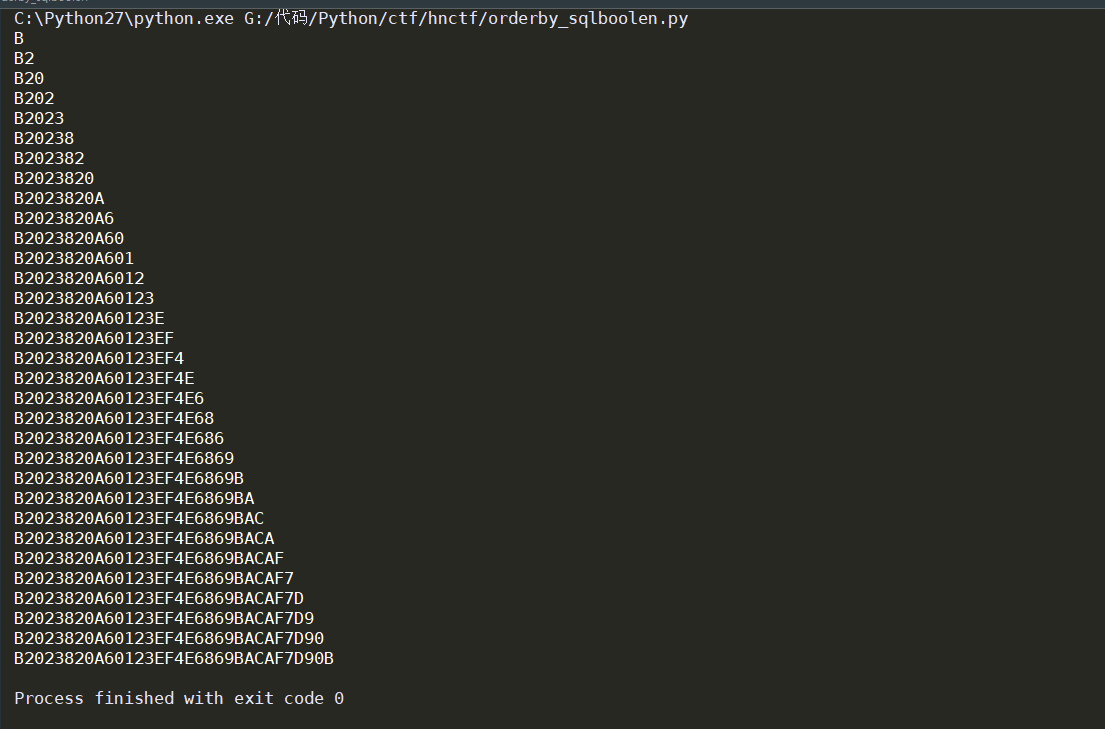 C:\Python27\python.exe G:/代码/Python/ctf/hnctf/orderby_sqlboolen.py
B
B2
B20
B202
B2023
B20238
B202382
B2023820
B2023820A
B2023820A6
B2023820A60
B2023820A601
B2023820A6012
B2023820A60123
B2023820A60123E
B2023820A60123EF
B2023820A60123EF4
B2023820A60123EF4E
B2023820A60123EF4E6
B2023820A60123EF4E68
B2023820A60123EF4E686
B2023820A60123EF4E6869
B2023820A60123EF4E6869B
B2023820A60123EF4E6869BA
B2023820A60123EF4E6869BAC
B2023820A60123EF4E6869BACA
B2023820A60123EF4E6869BACAF
B2023820A60123EF4E6869BACAF7
B2023820A60123EF4E6869BACAF7D
B2023820A60123EF4E6869BACAF7D9
B2023820A60123EF4E6869BACAF7D90
B2023820A60123EF4E6869BACAF7D90B
Process finished with exit code 0